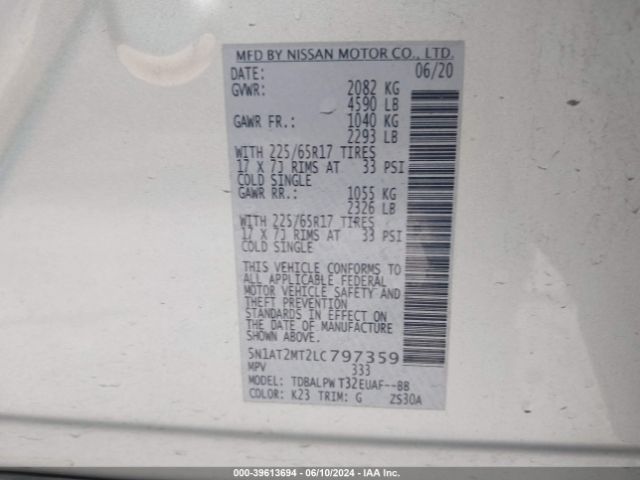 MFD BY NISSAN MOTOR CO., LTD.
DATE: 06/20
GVWR: 2082 KG
4590 LB
GAWR FR.: 1040 KG
2293 LB
WITH 225/65R17 TIRES
17 X 7J RIMS AT 33 PSI
COLD SINGLE
GAWR RR.: 1055 KG
2326 LB
WITH 225/65R17 TIRES
17 X 7J RIMS AT 33 PSI
COLD SINGLE
THIS VEHICLE CONFORMS TO
ALL APPLICABLE FEDERAL
MOTOR VEHICLE SAFETY AND
THEFT PREVENTION
STANDARDS IN EFFECT ON
THE DATE OF MANUFACTURE
SHOWN ABOVE.
5N1AT2MT2LC797359
MPV 333
MODEL: TDBALPW T32EUAF--BB
COLOR: K23 TRIM: G ZS30A
000-39613694 - 06/10/2024 - IAA Inc.